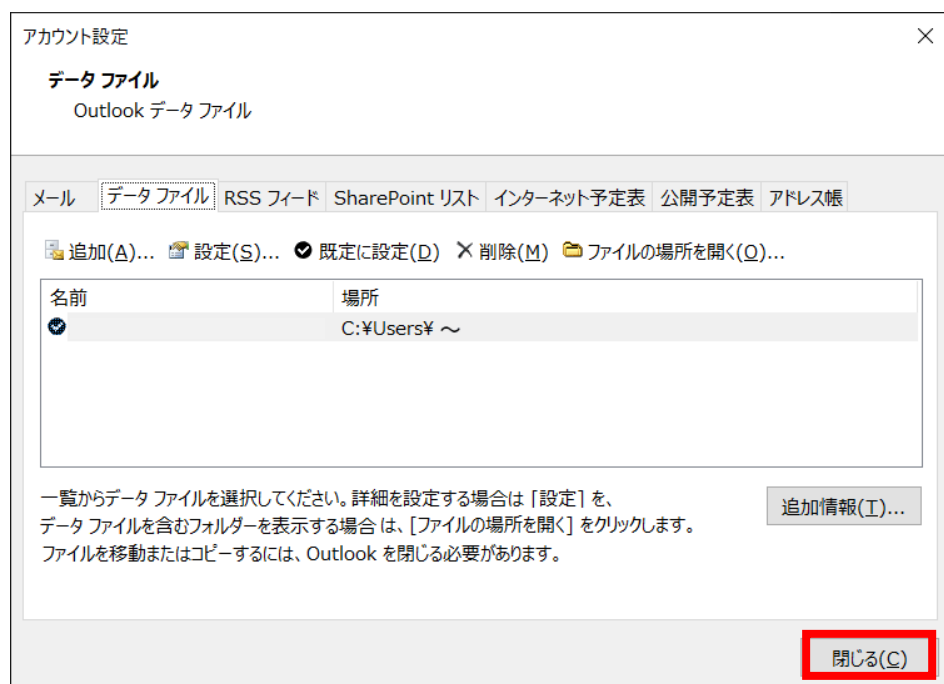 アカウント設定
データ ファイル
Outlook データ ファイル
メール データ ファイル RSS フィード SharePoint リスト インターネット予定表 公開予定表 アドレス帳
追加(A)... 設定(S)... 既定に設定(D) 削除(M) ファイルの場所を開く(O)...
名前 場所
C:¥Users¥ ～
一覧からデータ ファイルを選択してください。詳細を設定する場合は [設定] を、
データ ファイルを含むフォルダーを表示する場合 は、[ファイルの場所を開く] をクリックします。
ファイルを移動またはコピーするには、Outlook を閉じる必要があります。
追加情報(T)...
閉じる(C)